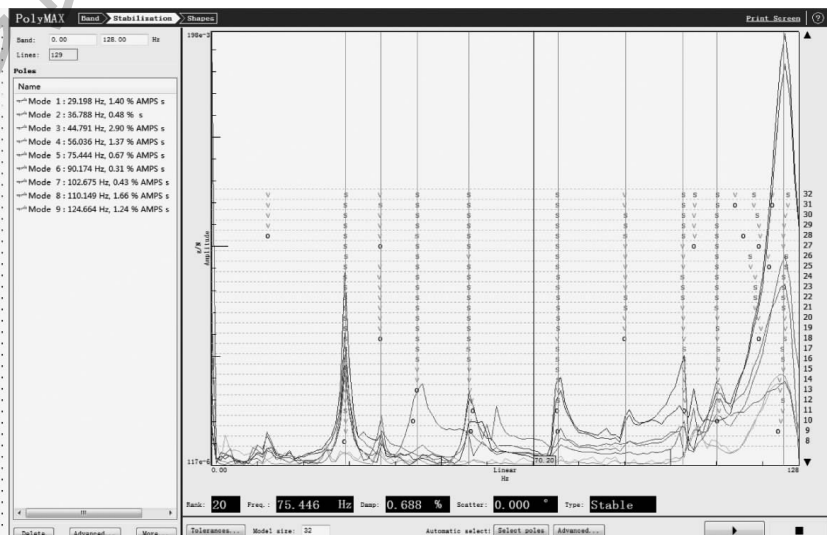 PolyMAX Band Stabilization Shapes Print Screen ?
Band: 0.00 128.00 Hz
Lines: 129
Poles
Name
Mode 1 : 29.198 Hz, 1.40 % AMPS s
Mode 2 : 36.788 Hz, 0.48 % s
Mode 3 : 44.791 Hz, 2.90 % AMPS s
Mode 4 : 56.036 Hz, 1.37 % AMPS s
Mode 5 : 75.444 Hz, 0.67 % AMPS s
Mode 6 : 90.174 Hz, 0.31 % AMPS s
Mode 7 : 102.675 Hz, 0.43 % AMPS s
Mode 8 : 110.149 Hz, 1.66 % AMPS s
Mode 9 : 124.664 Hz, 1.24 % AMPS s
Delete Advanced... More...
198e-3
g/N
Amplitude
117e-6
0.00
Linear
Hz
70.20
128
32
31
30
29
28
27
26
25
24
23
22
21
20
19
18
17
16
15
14
13
12
11
10
9
8
Rank: 20 Freq.: 75.446 Hz Damp: 0.688 % Scatter: 0.000 ° Type: Stable
Tolerances... Model size: 32 Automatic select: Select poles Advanced...